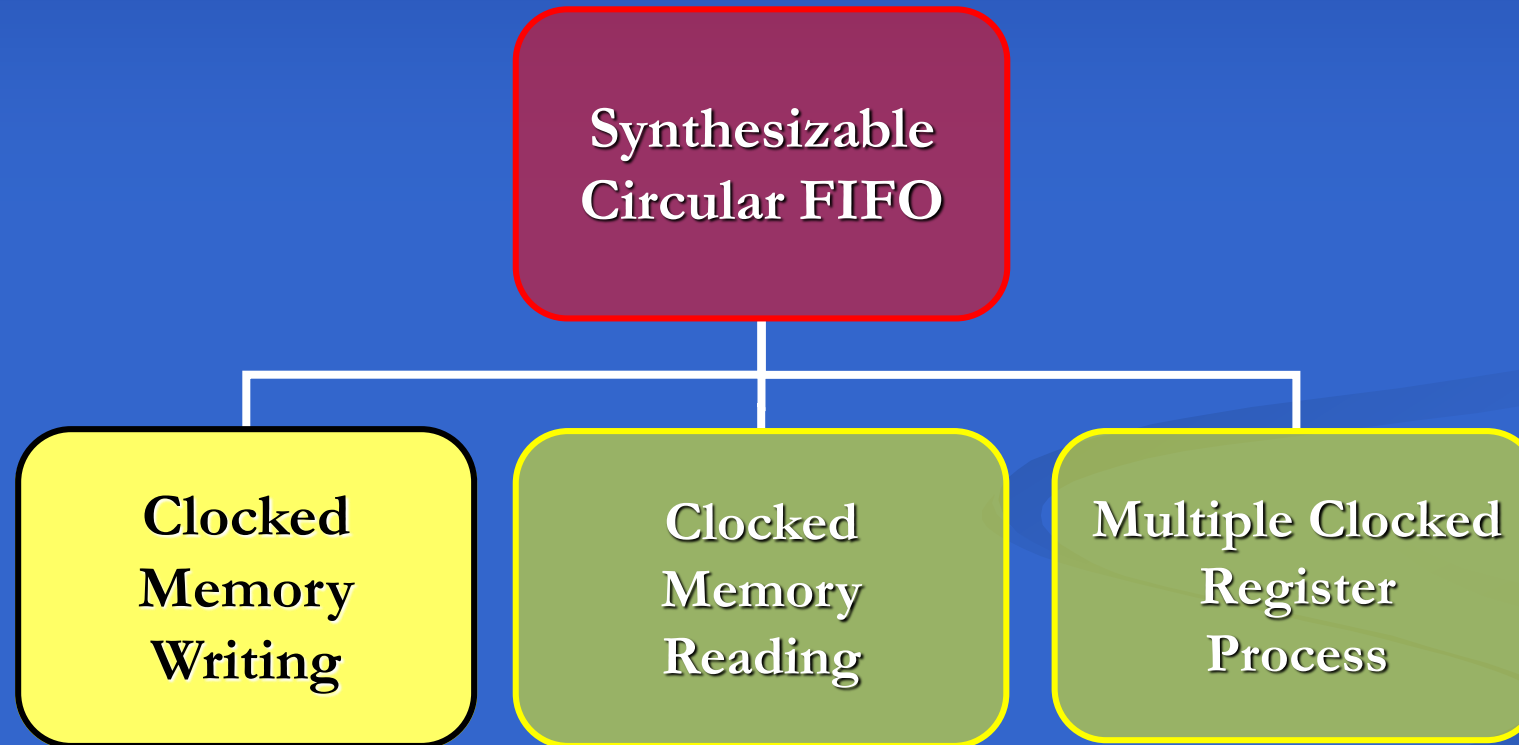 Synthesizable
Circular FIFO
Clocked
Memory
Writing
Clocked
Memory
Reading
Multiple Clocked
Register
Process